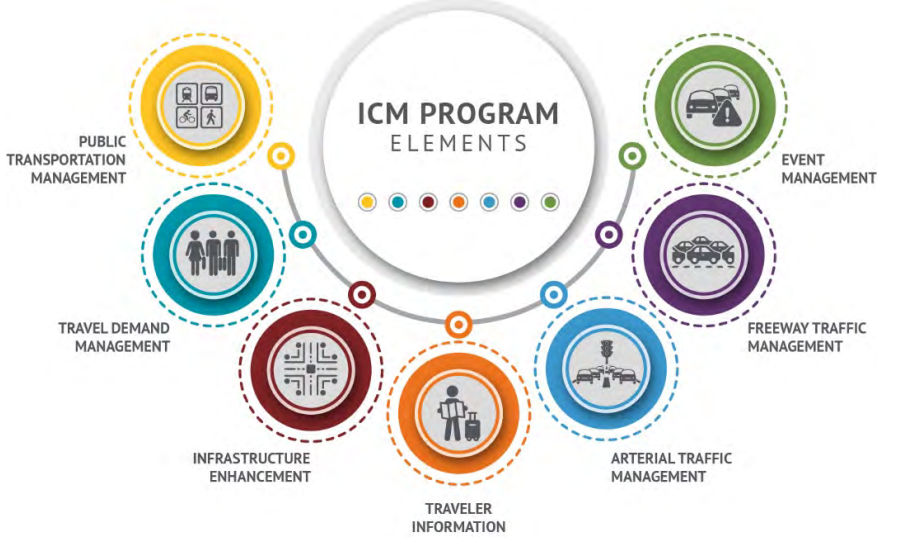 ICM PROGRAM
ELEMENTS
PUBLIC
TRANSPORTATION
MANAGEMENT
TRAVEL DEMAND
MANAGEMENT
INFRASTRUCTURE
ENHANCEMENT
TRAVELER
INFORMATION
ARTERIAL TRAFFIC
MANAGEMENT
FREEWAY TRAFFIC
MANAGEMENT
EVENT
MANAGEMENT